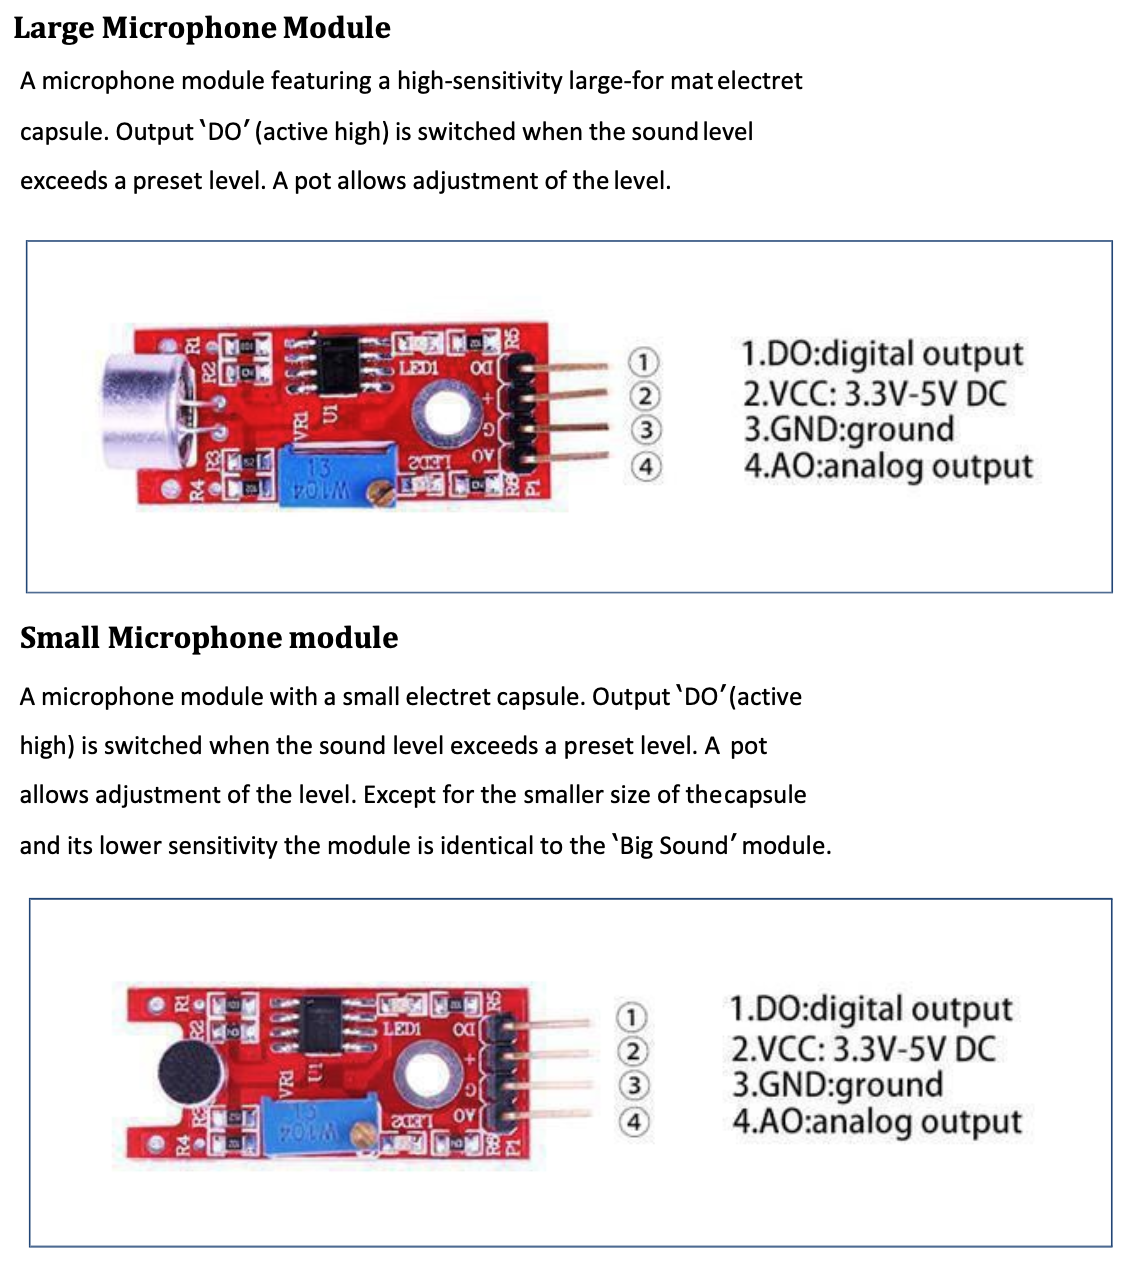 Large Microphone Module
A microphone module featuring a high-sensitivity large-for mat electret
capsule. Output ‵DO′ (active high) is switched when the sound level
exceeds a preset level. A pot allows adjustment of the level.
R1
R2
LED1
DO
R5
①
1.DO:digital output
+
②
2.VCC: 3.3V-5V DC
VR1
U1
G
③
3.GND:ground
R3
13
W104
LED2
AO
④
4.AO:analog output
R4
R6
P1
Small Microphone module
A microphone module with a small electret capsule. Output ‵DO′(active
high) is switched when the sound level exceeds a preset level. A pot
allows adjustment of the level. Except for the smaller size of thecapsule
and its lower sensitivity the module is identical to the ‵Big Sound′ module.
R1
R2
LED1
DO
R5
①
1.DO:digital output
+
②
2.VCC: 3.3V-5V DC
VR1
U1
G
③
3.GND:ground
R3
W104
LED2
AO
④
4.AO:analog output
R4
R6
P1